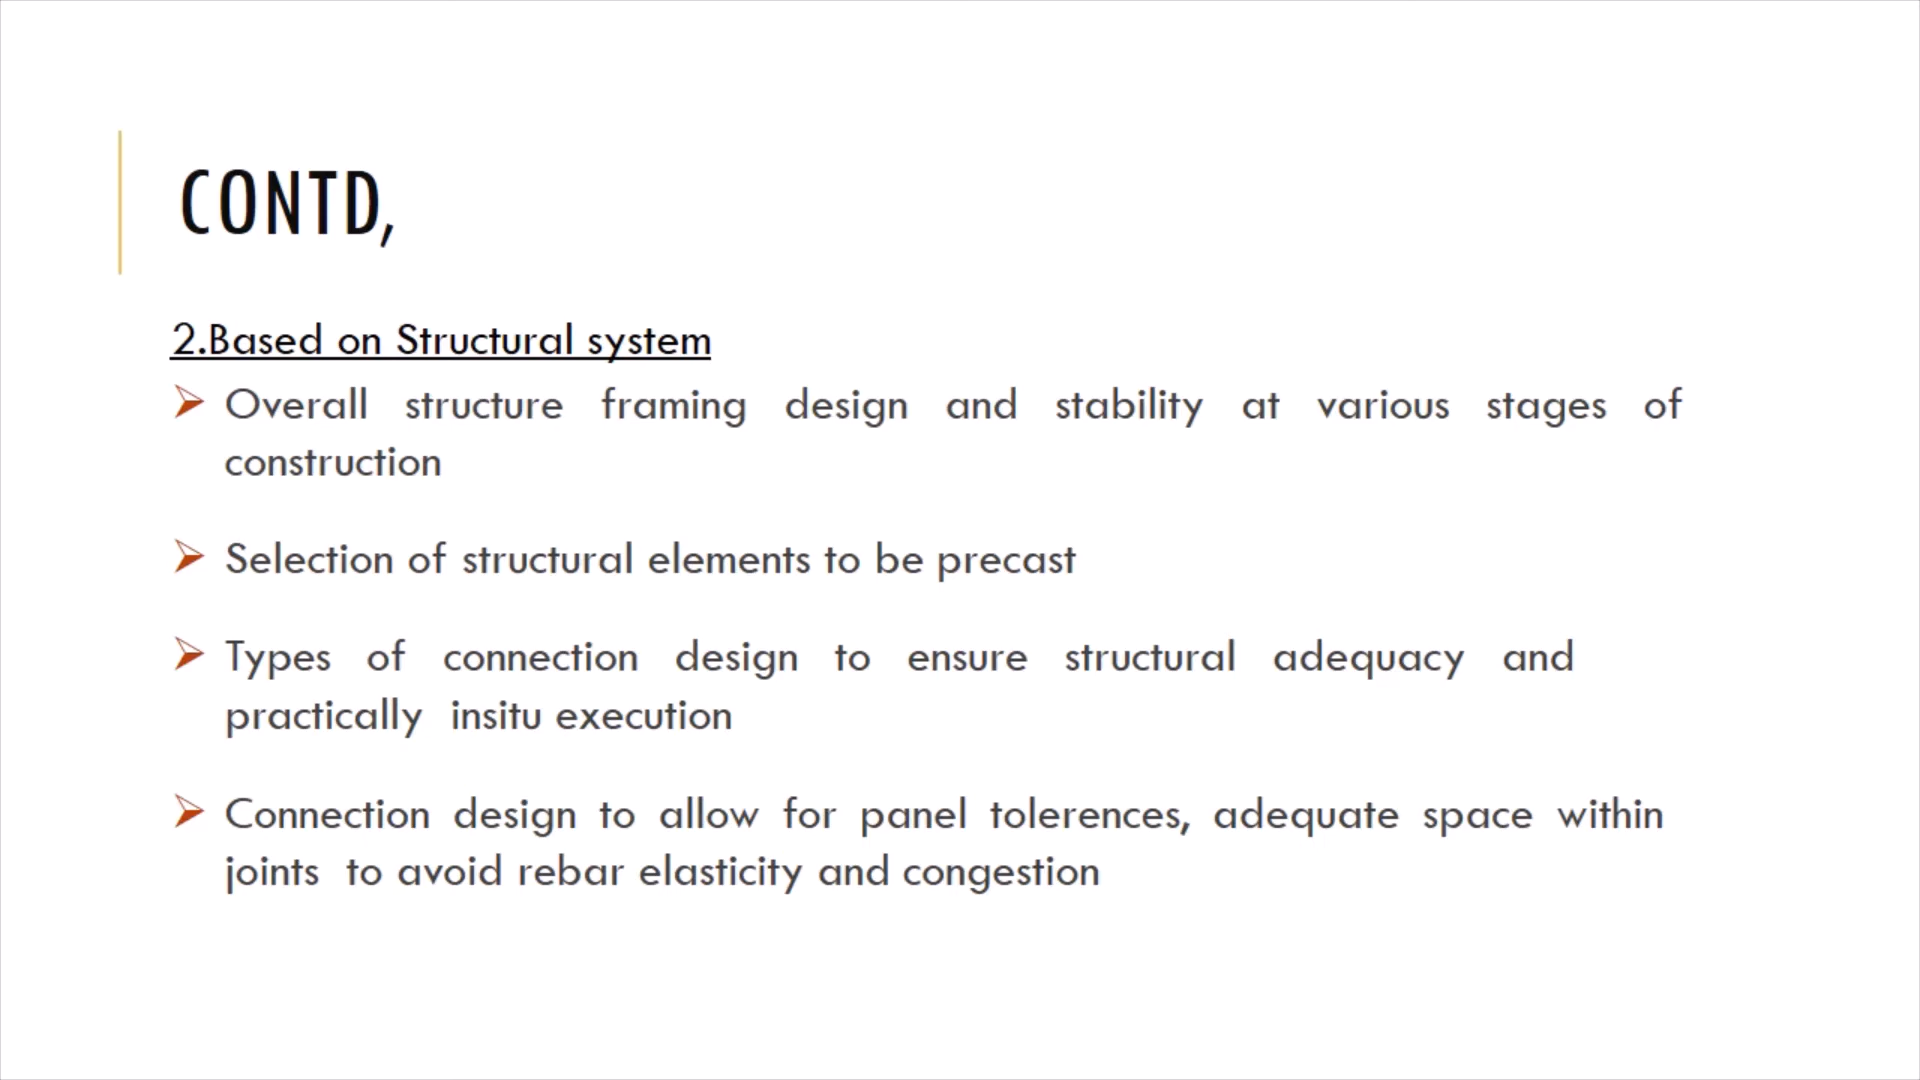 CONTD,
2.Based on Structural system
Overall structure framing design and stability at various stages of
construction
Selection of structural elements to be precast
Types of connection design to ensure structural adequacy and
practically insitu execution
Connection design to allow for panel tolerences, adequate space within
joints to avoid rebar elasticity and congestion